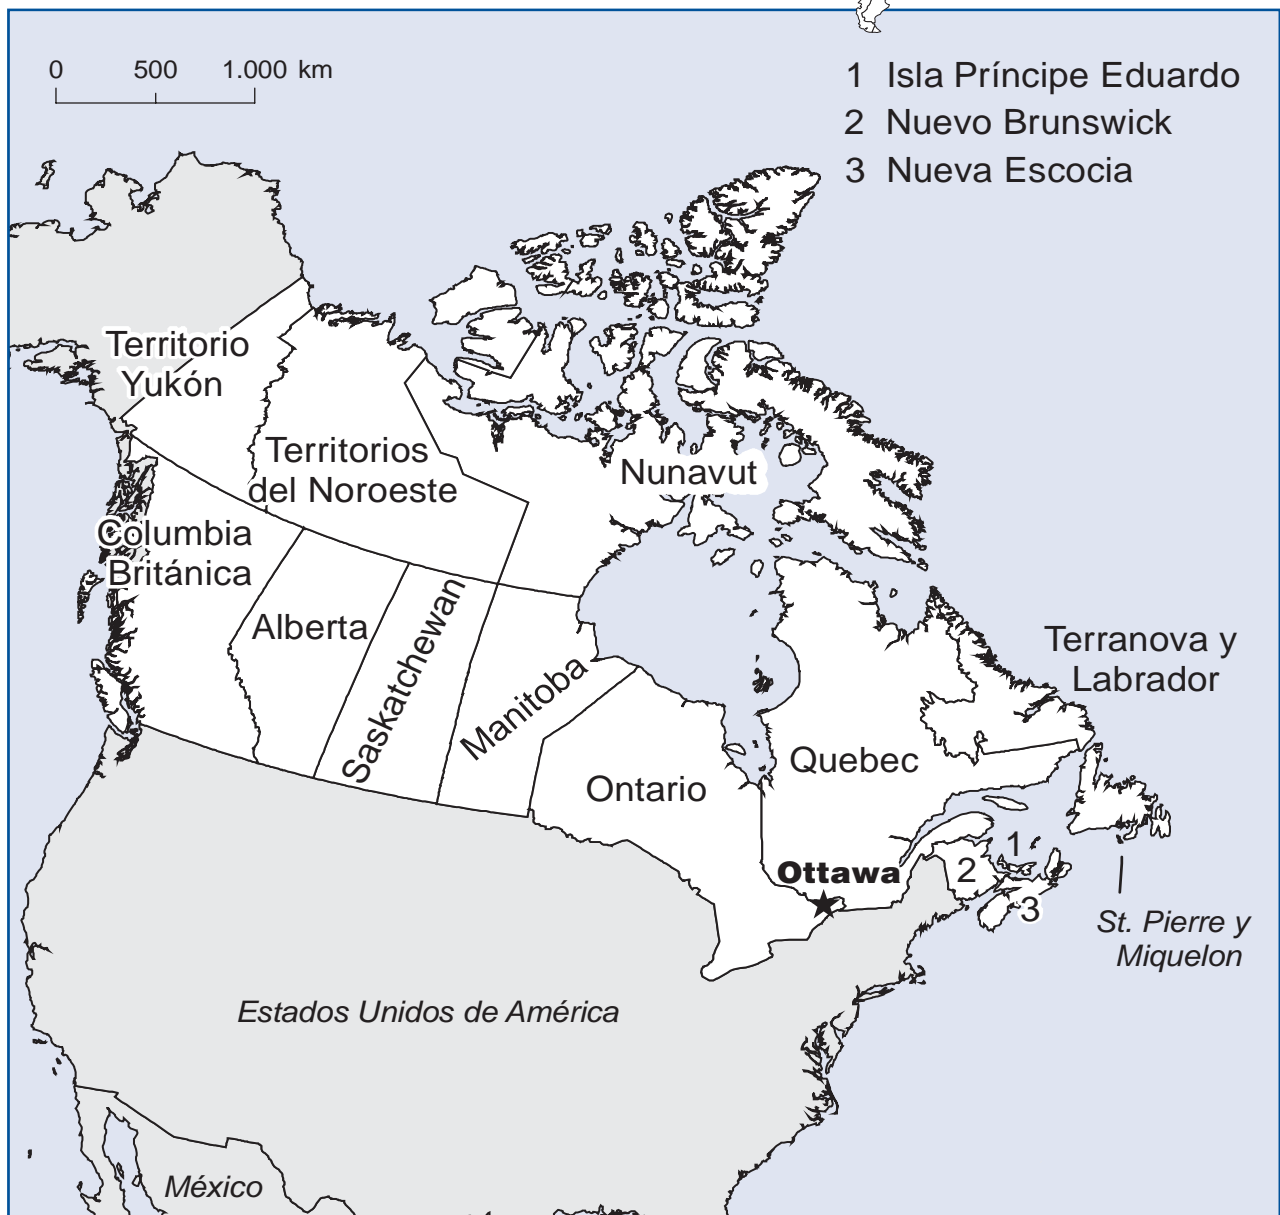 0 500 1.000 km
1 Isla Príncipe Eduardo
2 Nuevo Brunswick
3 Nueva Escocia
Territorio
Yukón
Territorios
del Noroeste
Nunavut
Columbia
Británica
Alberta
Saskatchewan
Manitoba
Ontario
Quebec
Terranova y
Labrador
Ottawa
1
2
3
St. Pierre y
Miquelon
Estados Unidos de América
México